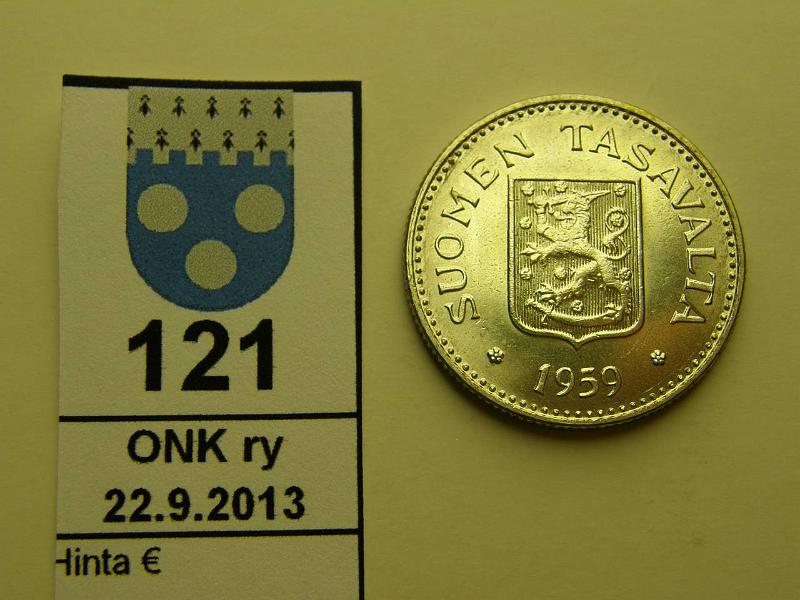 121
ONK ry
22.9.2013
Hinta €
SUOMEN TASAVALTA
1959